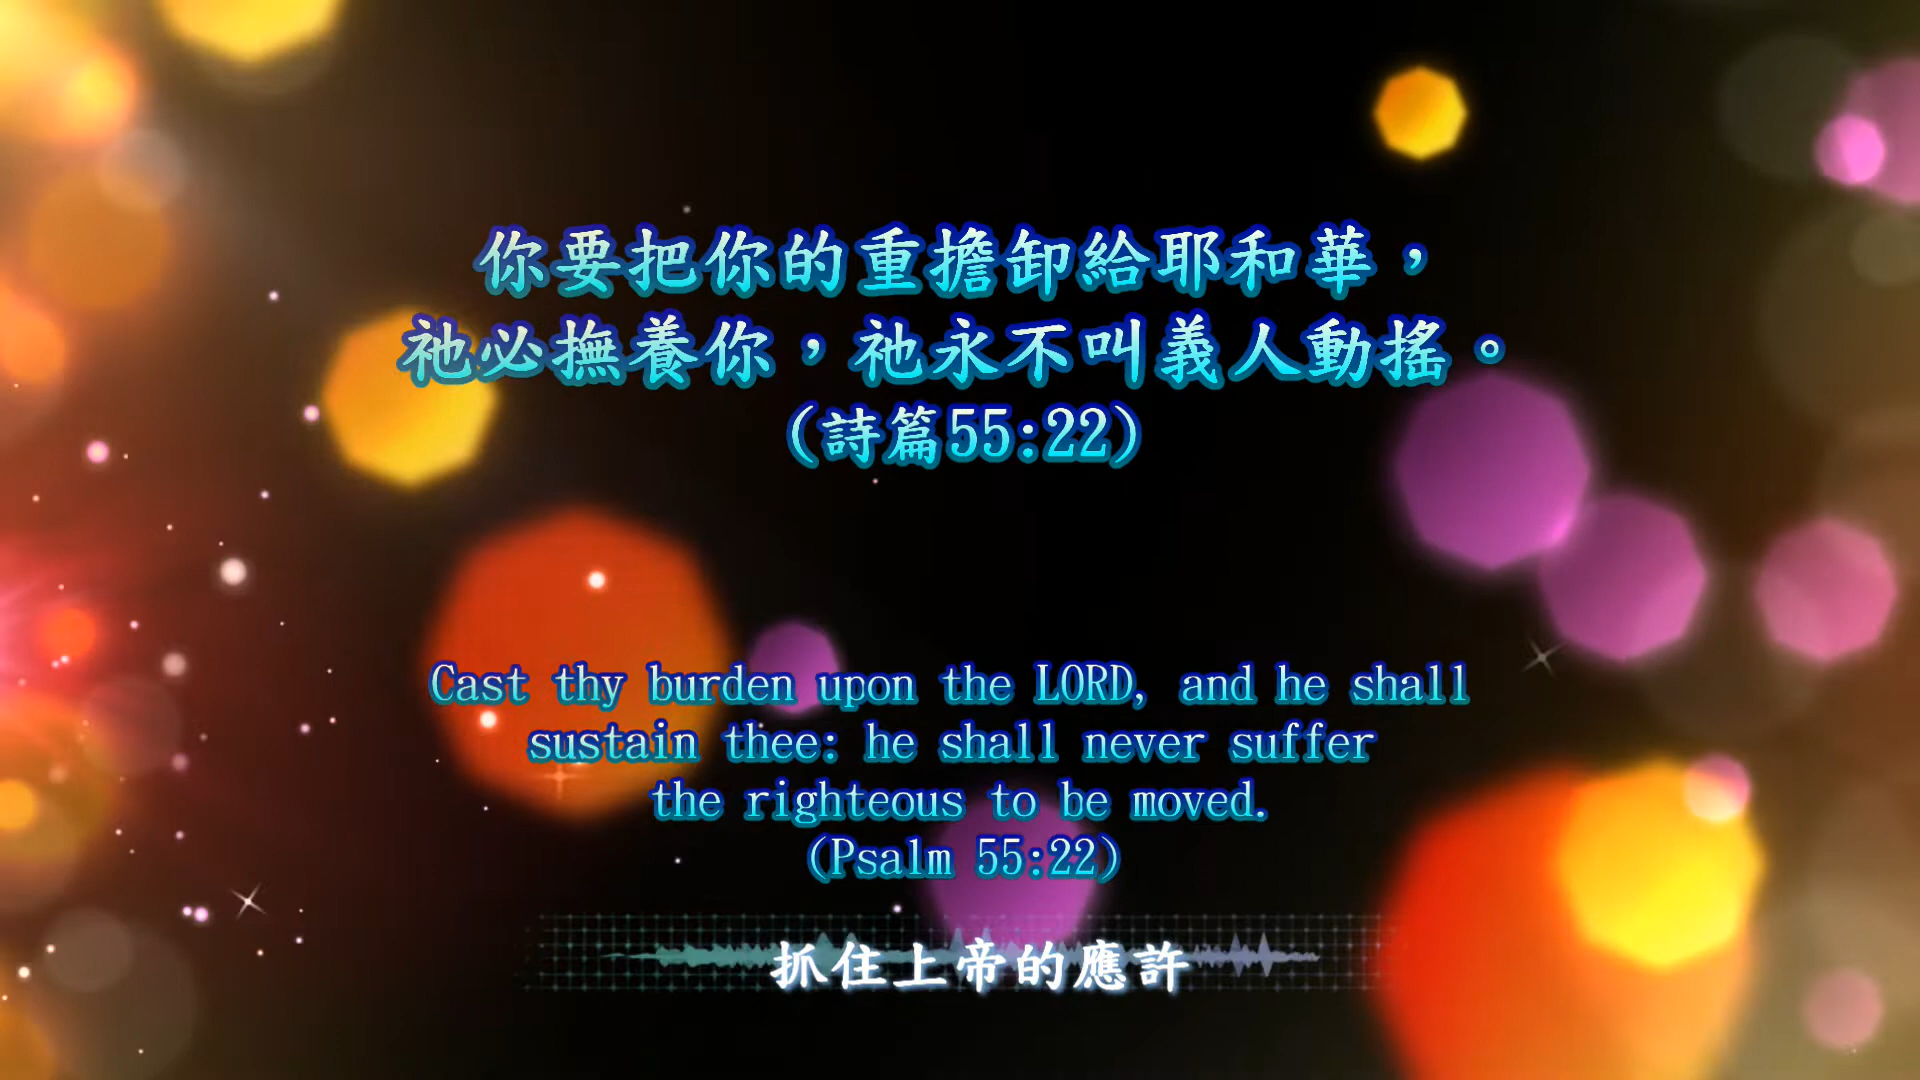 你要把你的重擔卸給耶和華，
祂必撫養你，祂永不叫義人動搖。
(詩篇55:22)
Cast thy burden upon the LORD, and he shall
sustain thee: he shall never suffer
the righteous to be moved.
(Psalm 55:22)
抓住上帝的應許